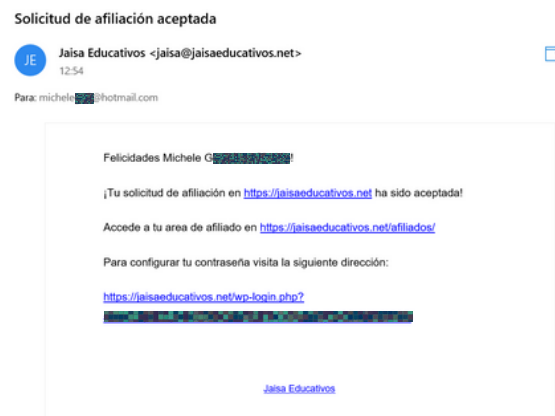 Solicitud de afiliación aceptada
JE
Jaisa Educativos <jaisa@jaisaeducativos.net>
12:54
Para: michele @hotmail.com
Felicidades Michele G !
¡Tu solicitud de afiliación en https://jaisaeducativos.net ha sido aceptada!
Accede a tu area de afiliado en https://jaisaeducativos.net/afiliados/
Para configurar tu contraseña visita la siguiente dirección:
https://jaisaeducativos.net/wp-login.php?
Jaisa Educativos